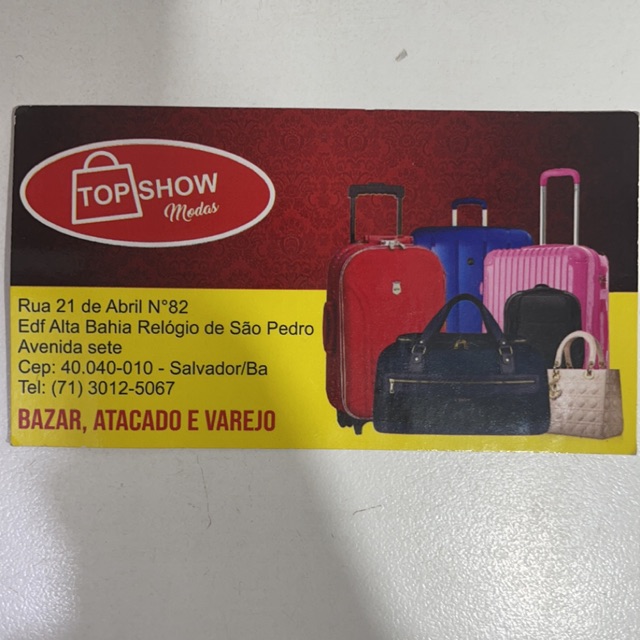 TOP SHOW
Modas
Rua 21 de Abril N°82
Edf Alta Bahia Relógio de São Pedro
Avenida sete
Cep: 40.040-010 - Salvador/Ba
Tel: (71) 3012-5067
BAZAR, ATACADO E VAREJO